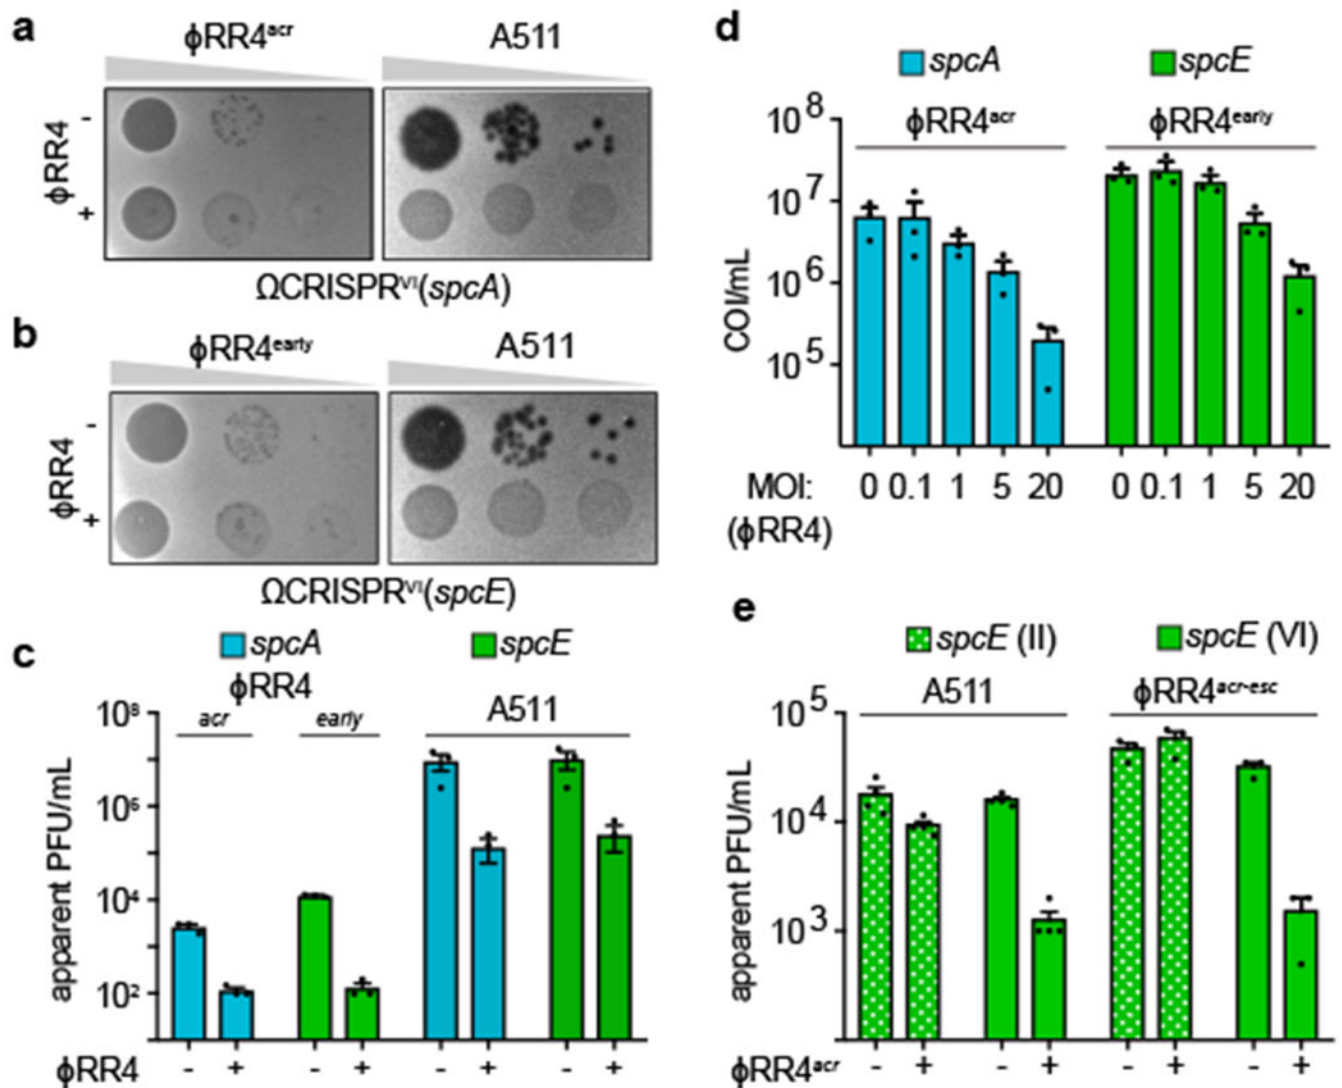 a
ϕRR4ᵃᶜʳ A511
ϕRR4
-
+
ΩCRISPRⱽᴵ(spcA)
b
ϕRR4ᵉᵃʳˡʸ A511
ϕRR4
-
+
ΩCRISPRⱽᴵ(spcE)
c
spcA spcE
ϕRR4
acr early A511
apparent PFU/mL
10⁸
10⁶
10⁴
10²
ϕRR4 - + - + - + - +
d
spcA spcE
ϕRR4ᵃᶜʳ ϕRR4ᵉᵃʳˡʸ
COI/mL
10⁸
10⁷
10⁶
10⁵
MOI: 0 0.1 1 5 20 0 0.1 1 5 20
(ϕRR4)
e
spcE (II) spcE (VI)
A511 ϕRR4ᵃᶜʳ⁻ᵉˢᶜ
apparent PFU/mL
10⁵
10⁴
10³
ϕRR4ᵃᶜʳ - + - + - + - +